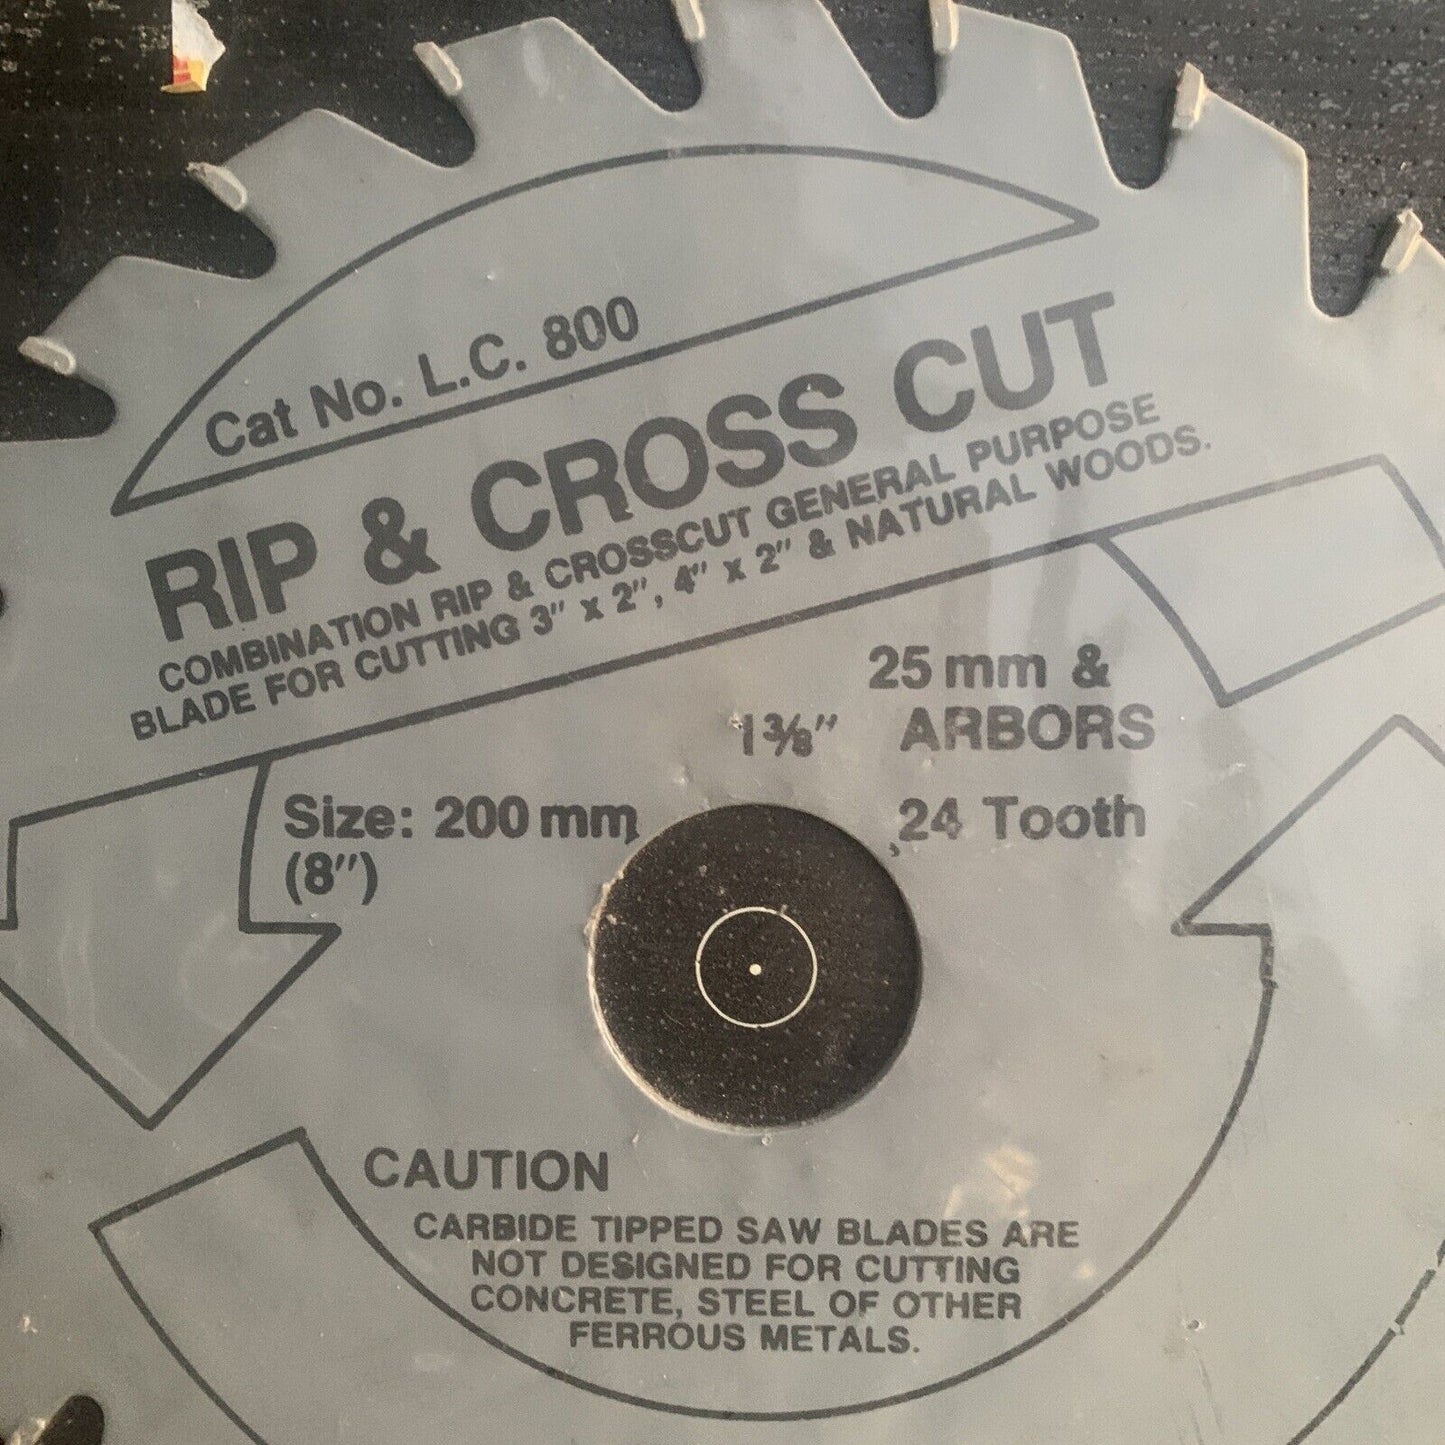 Cat No. L.C. 800
RIP & CROSS CUT
COMBINATION RIP & CROSSCUT GENERAL PURPOSE
BLADE FOR CUTTING 3" x 2", 4" x 2" & NATURAL WOODS.
25 mm &
1 3/8" ARBORS
Size: 200 mm 24 Tooth
(8")
CAUTION
CARBIDE TIPPED SAW BLADES ARE
NOT DESIGNED FOR CUTTING
CONCRETE, STEEL OF OTHER
FERROUS METALS.